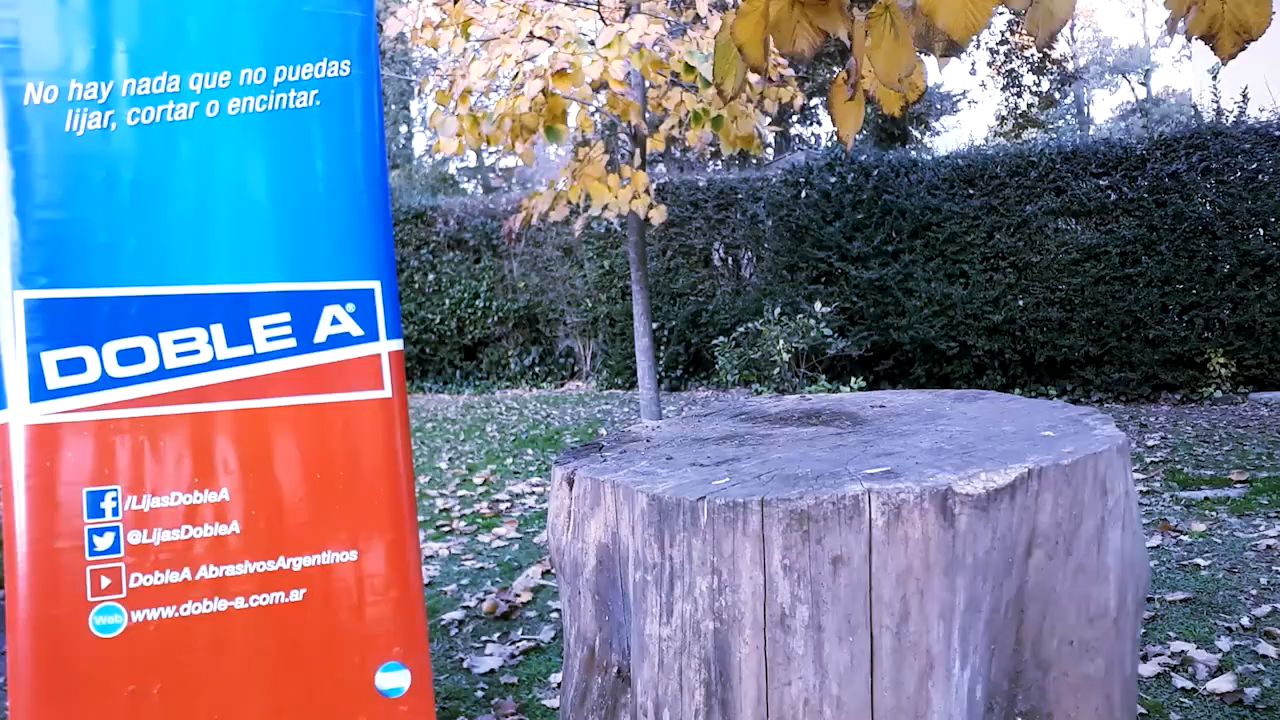 No hay nada que no puedas
lijar, cortar o encintar.
DOBLE A®
/LijasDobleA
@LijasDobleA
DobleA AbrasivosArgentinos
Web www.doble-a.com.ar